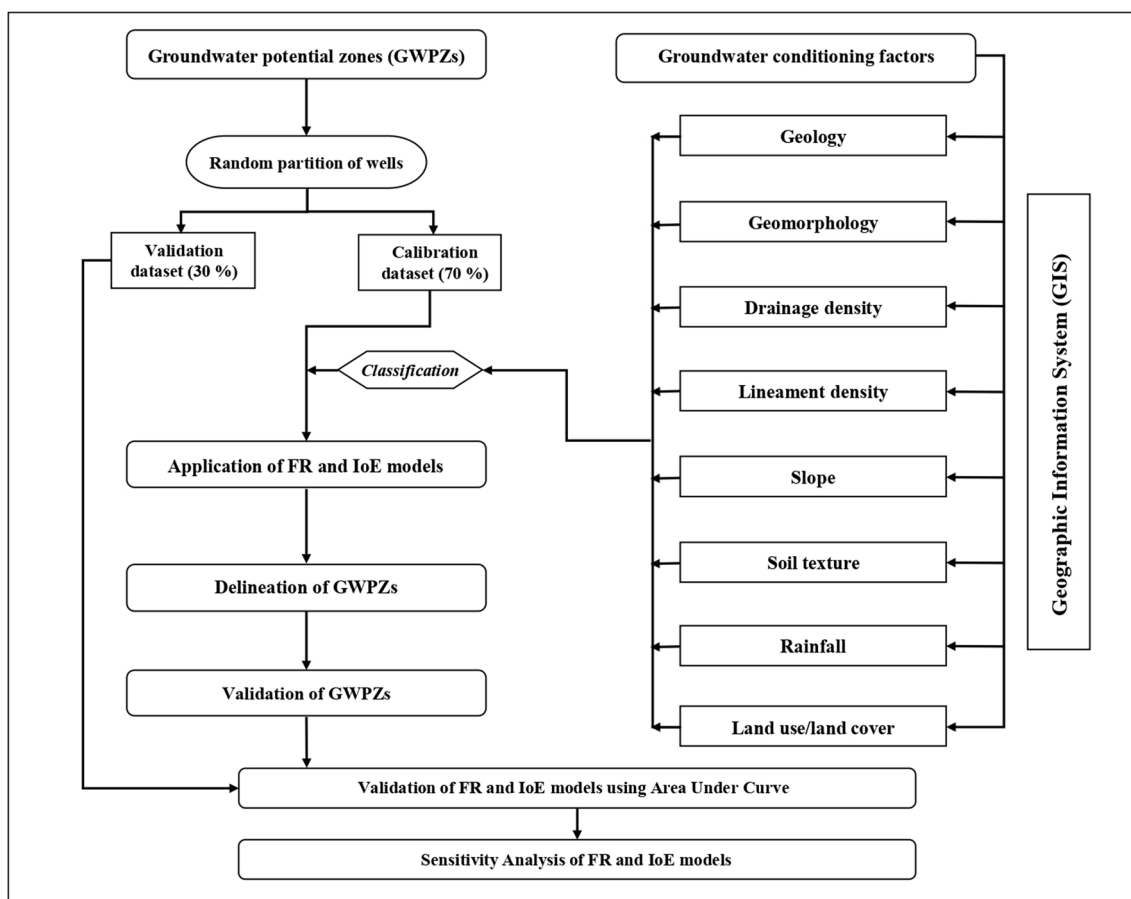 Groundwater potential zones (GWPZs)
Random partition of wells
Validation
dataset (30 %)
Calibration
dataset (70 %)
Classification
Application of FR and IoE models
Delineation of GWPZs
Validation of GWPZs
Validation of FR and IoE models using Area Under Curve
Sensitivity Analysis of FR and IoE models
Groundwater conditioning factors
Geology
Geomorphology
Drainage density
Lineament density
Slope
Soil texture
Rainfall
Land use/land cover
Geographic Information System (GIS)